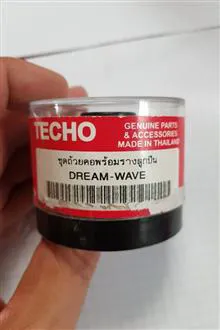 TECHO
GENUINE PARTS
& ACCESSORIES
MADE IN THAILAND
ชุดถ้วยคอพร้อมรางลูกปืน
DREAM-WAVE